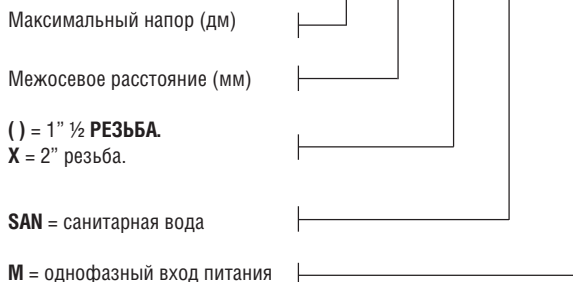 Максимальный напор (дм)
Межосевое расстояние (мм)
( ) = 1” ½ РЕЗЬБА.
X = 2” резьба.
SAN = санитарная вода
M = однофазный вход питания